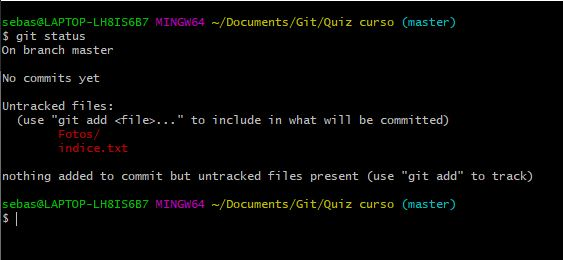 sebas@LAPTOP-LH8IS6B7 MINGW64 ~/Documents/Git/Quiz curso (master)
$ git status
On branch master
No commits yet
Untracked files:
(use "git add <file>..." to include in what will be committed)
Fotos/
indice.txt
nothing added to commit but untracked files present (use "git add" to track)
sebas@LAPTOP-LH8IS6B7 MINGW64 ~/Documents/Git/Quiz curso (master)
$